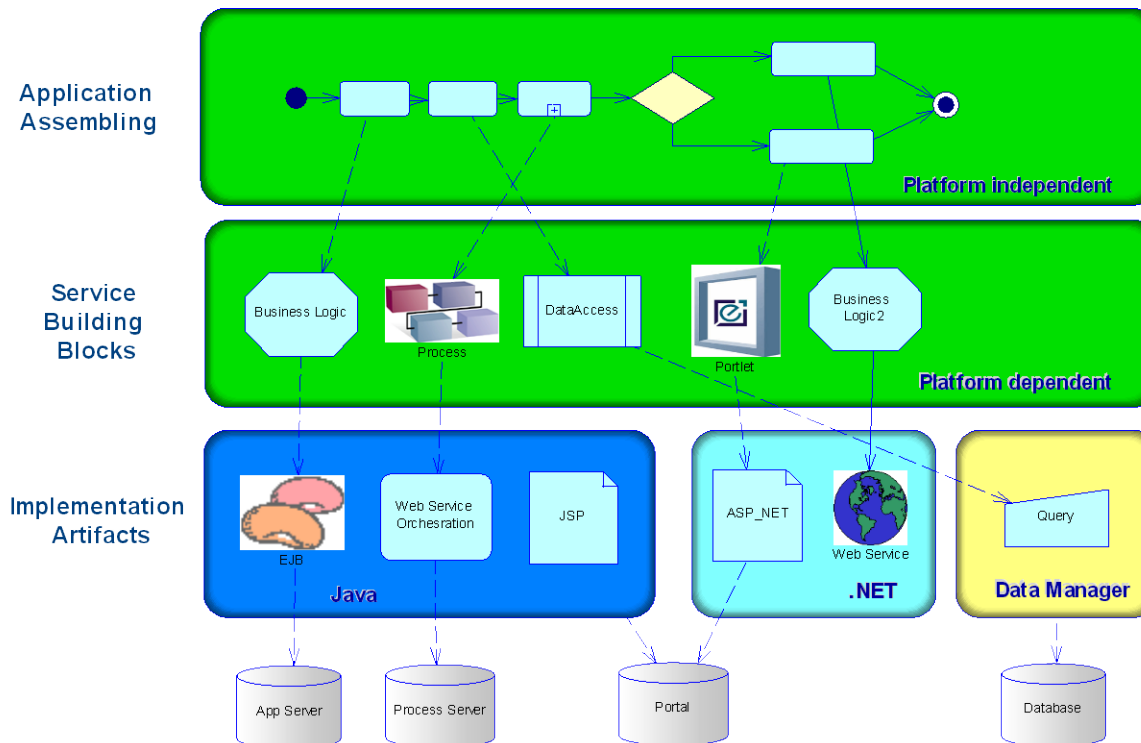 Application
Assembling
Platform independent
Service
Building
Blocks
Business Logic
Process
DataAccess
Portlet
Business
Logic2
Platform dependent
Implementation
Artifacts
EJB
Web Service
Orchesration
JSP
Java
ASP_NET
Web Service
.NET
Query
Data Manager
App Server
Process Server
Portal
Database